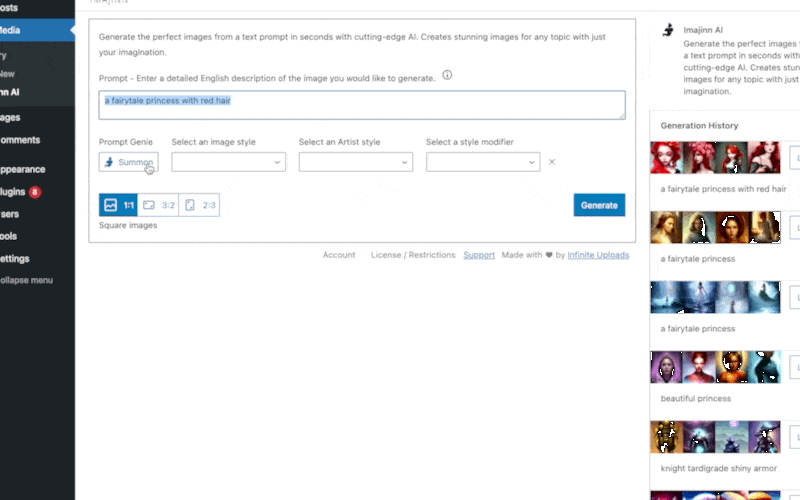 osts
Media
ry
New
nn AI
ages
omments
ppearance
lugins 8
sers
ools
ettings
ollapse menu
Generate the perfect images from a text prompt in seconds with cutting-edge AI. Creates stunning images for any topic with just
your imagination.
Prompt - Enter a detailed English description of the image you would like to generate.
a fairytale princess with red hair
Prompt Genie
Select an image style
Select an Artist style
Select a style modifier
Summon
1:1
3:2
2:3
Generate
Square images
Account
License / Restrictions
Support
Made with ♥ by Infinite Uploads
Imajinn AI
Generate the perfect images
a text prompt in seconds with
cutting-edge AI. Creates stunning
images for any topic with just
imagination.
Generation History
a fairytale princess with red hair
a fairytale princess
a fairytale princess
beautiful princess
knight tardigrade shiny armor